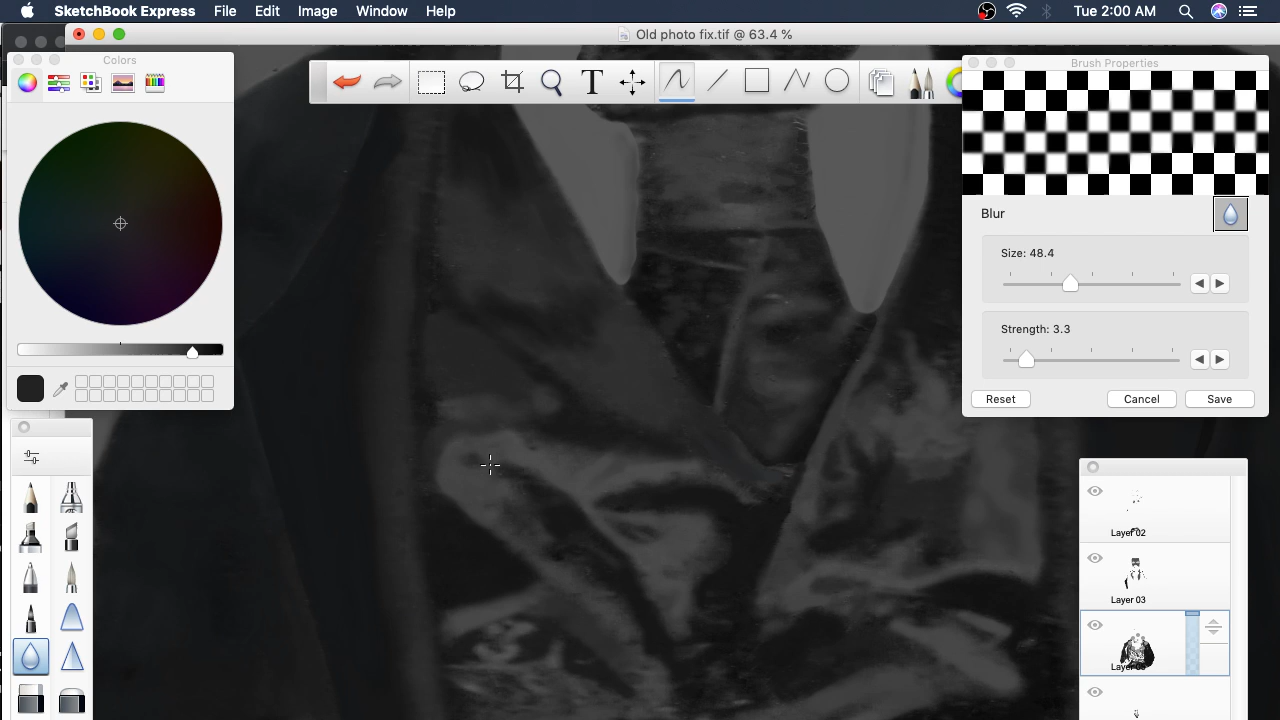 SketchBook Express File Edit Image Window Help Tue 2:00 AM
Old photo fix.tif @ 63.4 %
Colors
T
Brush Properties
Blur
Size: 48.4
Strength: 3.3
Reset Cancel Save
Layer 02
Layer 03